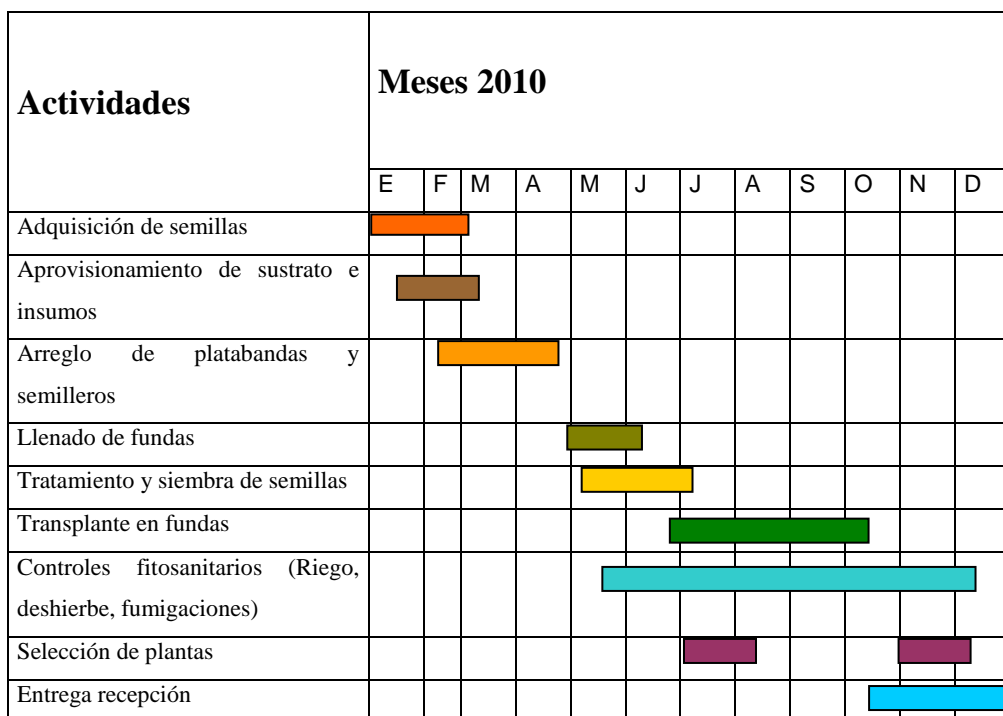 Actividades
Meses 2010
E F M A M J J A S O N D
Adquisición de semillas
Aprovisionamiento de sustrato e
insumos
Arreglo de platabandas y
semilleros
Llenado de fundas
Tratamiento y siembra de semillas
Transplante en fundas
Controles fitosanitarios (Riego,
deshierbe, fumigaciones)
Selección de plantas
Entrega recepción